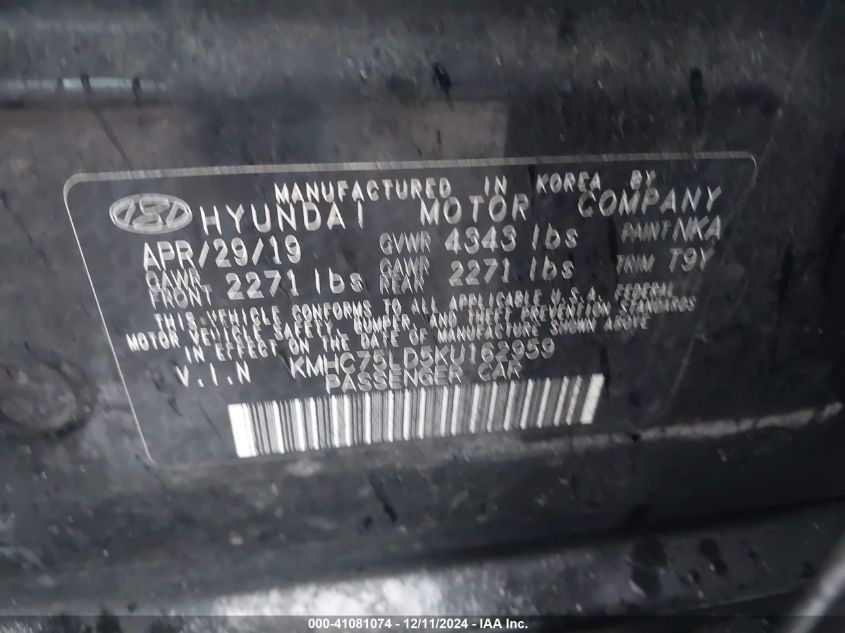 MANUFACTURED IN KOREA BY
HYUNDAI MOTOR COMPANY
APR/29/19 GVWR 4343 lbs PAINT NKA
GAWR FRONT 2271 lbs GAWR REAR 2271 lbs TRIM T9Y
THIS VEHICLE CONFORMS TO ALL APPLICABLE U.S.A. FEDERAL
MOTOR VEHICLE SAFETY, BUMPER, AND THEFT PREVENTION STANDARDS
IN EFFECT ON THE DATE OF MANUFACTURE SHOWN ABOVE
V.I.N KMHC75LD5KU162959
PASSENGER CAR
000-41081074 - 12/11/2024 - IAA Inc.